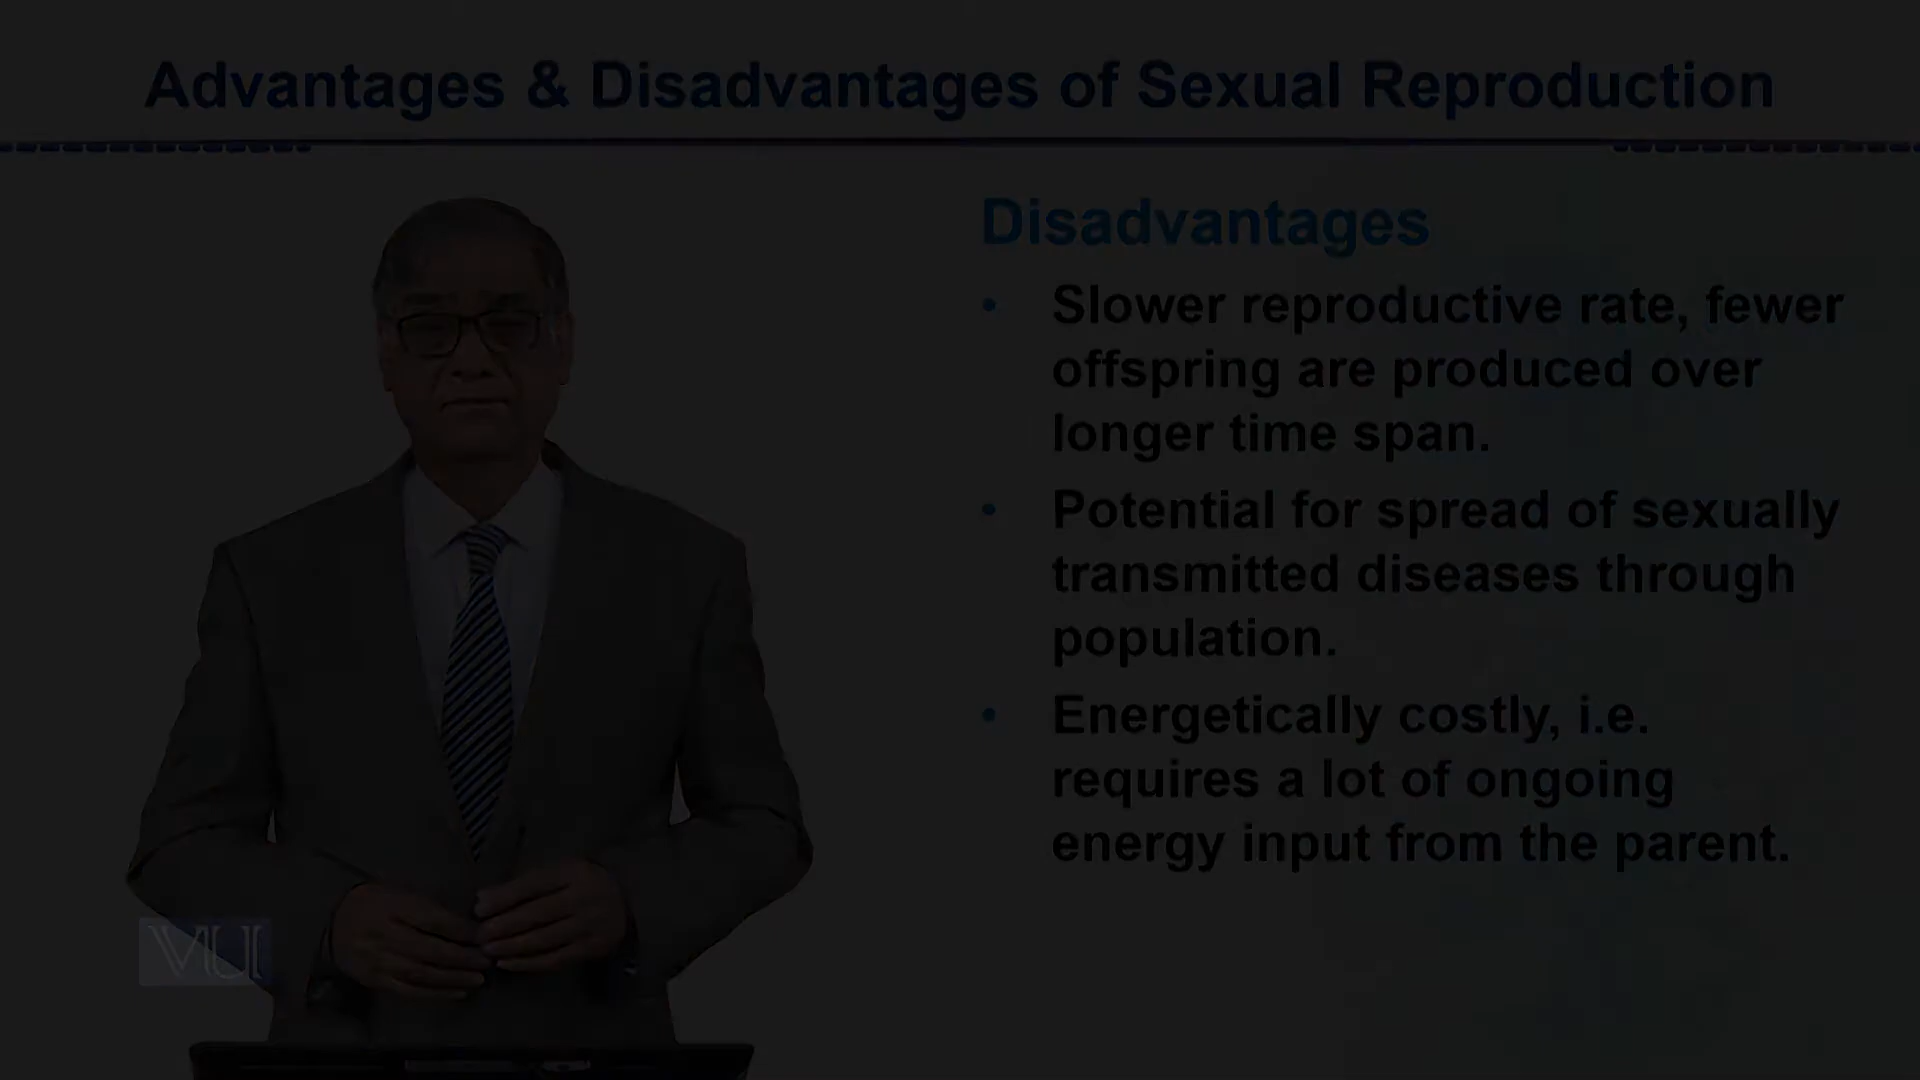 Advantages & Disadvantages of Sexual Reproduction
Disadvantages
• Slower reproductive rate, fewer
offspring are produced over
longer time span.
• Potential for spread of sexually
transmitted diseases through
population.
• Energetically costly, i.e.
requires a lot of ongoing
energy input from the parent.
VU